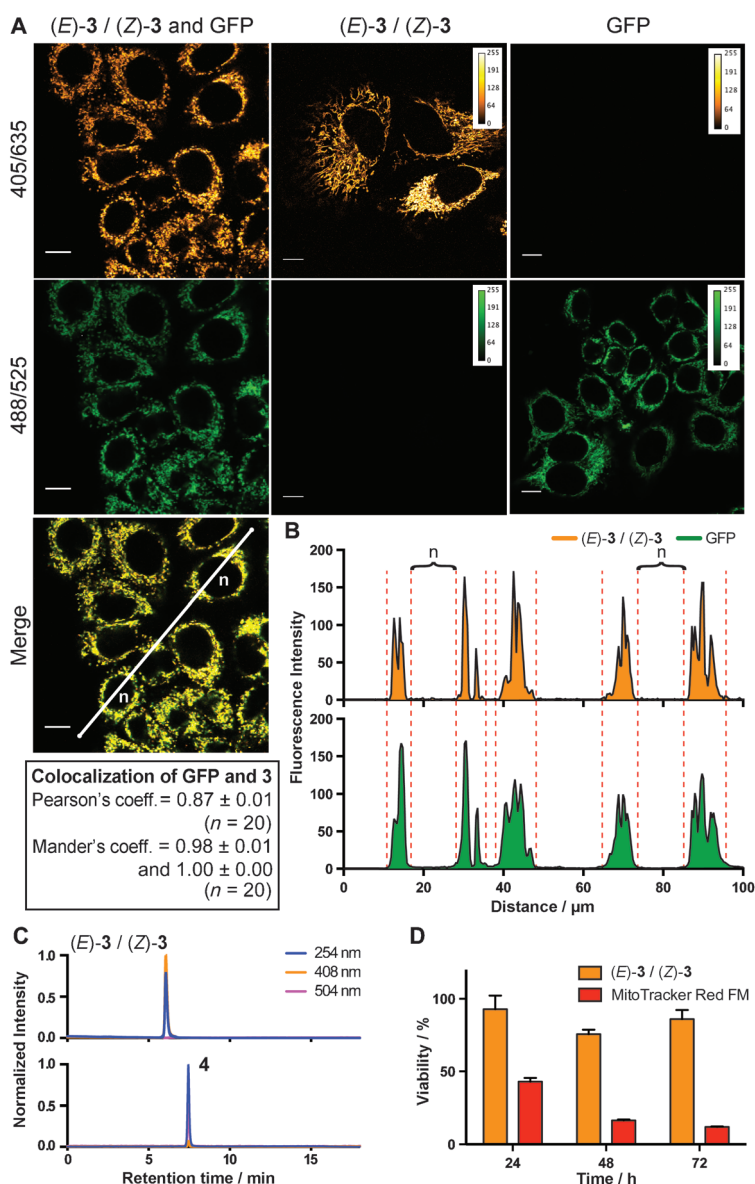 A
(E)-3 / (Z)-3 and GFP
(E)-3 / (Z)-3
GFP
405/635
255
191
128
64
0
255
191
128
64
0
488/525
255
191
128
64
0
255
191
128
64
0
Merge
n
n
Colocalization of GFP and 3
Pearson's coeff. = 0.87 ± 0.01
(n = 20)
Mander's coeff. = 0.98 ± 0.01
and 1.00 ± 0.00
(n = 20)
B
(E)-3 / (Z)-3
GFP
n
n
Fluorescence Intensity
200
150
100
50
0
200
150
100
50
0
0 20 40 60 80 100
Distance / µm
C
(E)-3 / (Z)-3
254 nm
408 nm
504 nm
Normalized Intensity
1.0
0.5
0.0
4
1.0
0.5
0.0
0 5 10 15
Retention time / min
D
(E)-3 / (Z)-3
MitoTracker Red FM
Viability / %
100
50
0
24 48 72
Time / h